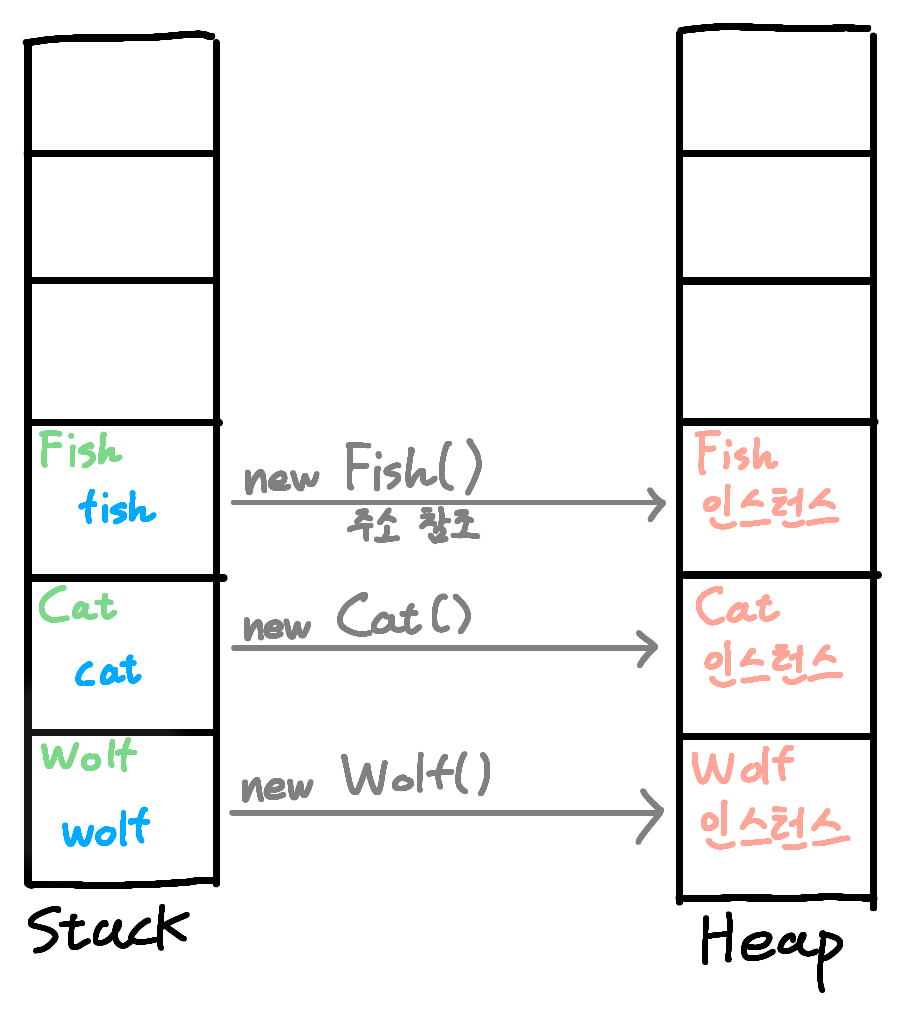 Fish
fish
new Fish()
주소 참조
Fish
인스턴스
Cat
cat
new Cat()
Cat
인스턴스
Wolf
wolf
new Wolf()
Wolf
인스턴스
Stack
Heap